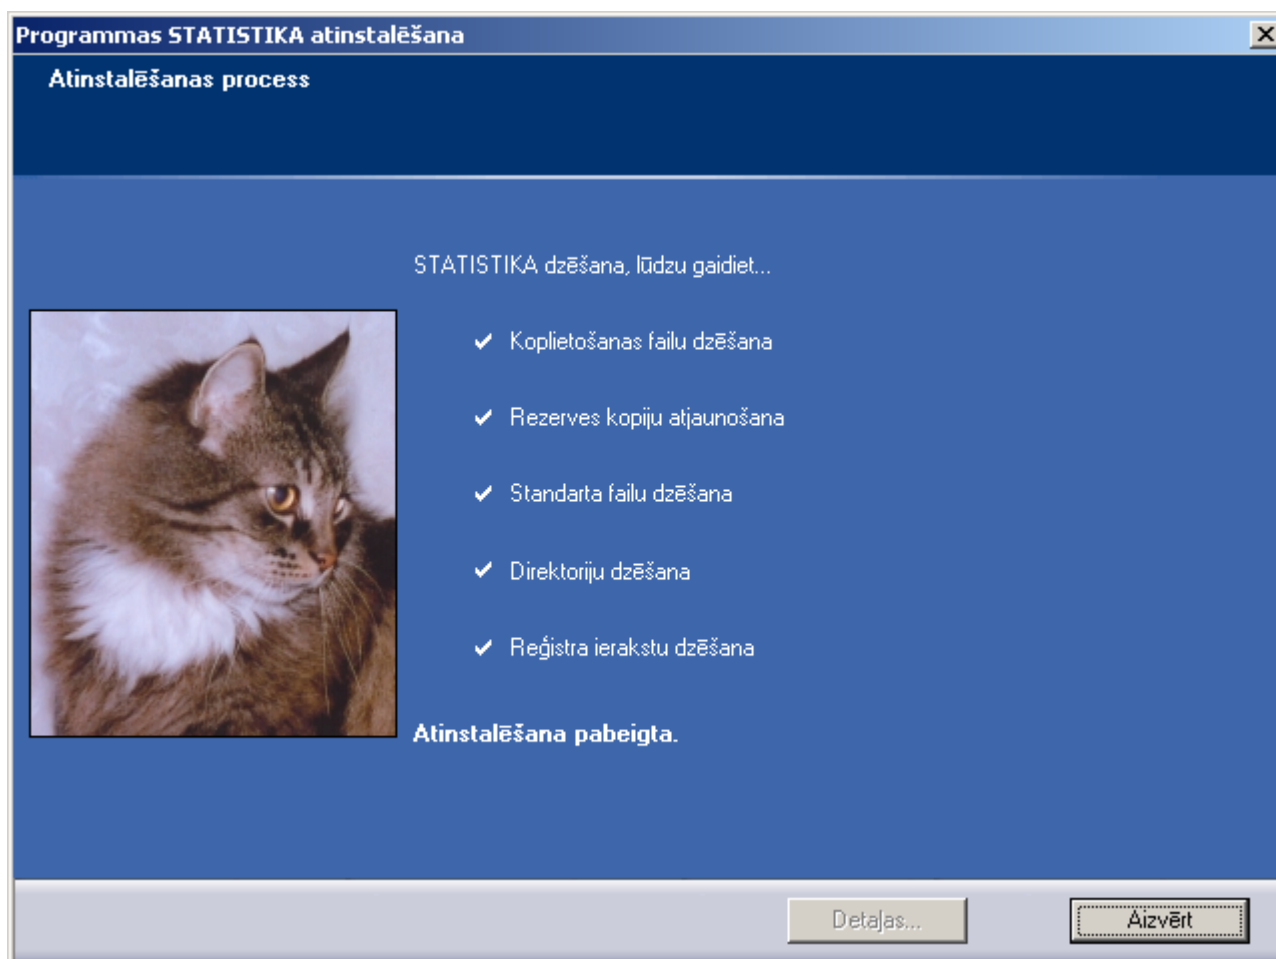 Programmas STATISTIKA atinstalēšana
Atinstalēšanas process
STATISTIKA dzēšana, lūdzu gaidiet...
Koplietošanas failu dzēšana
Rezerves kopiju atjaunošana
Standarta failu dzēšana
Direktoriju dzēšana
Reģistra ierakstu dzēšana
Atinstalēšana pabeigta.
Detaļas...
Aizvērt